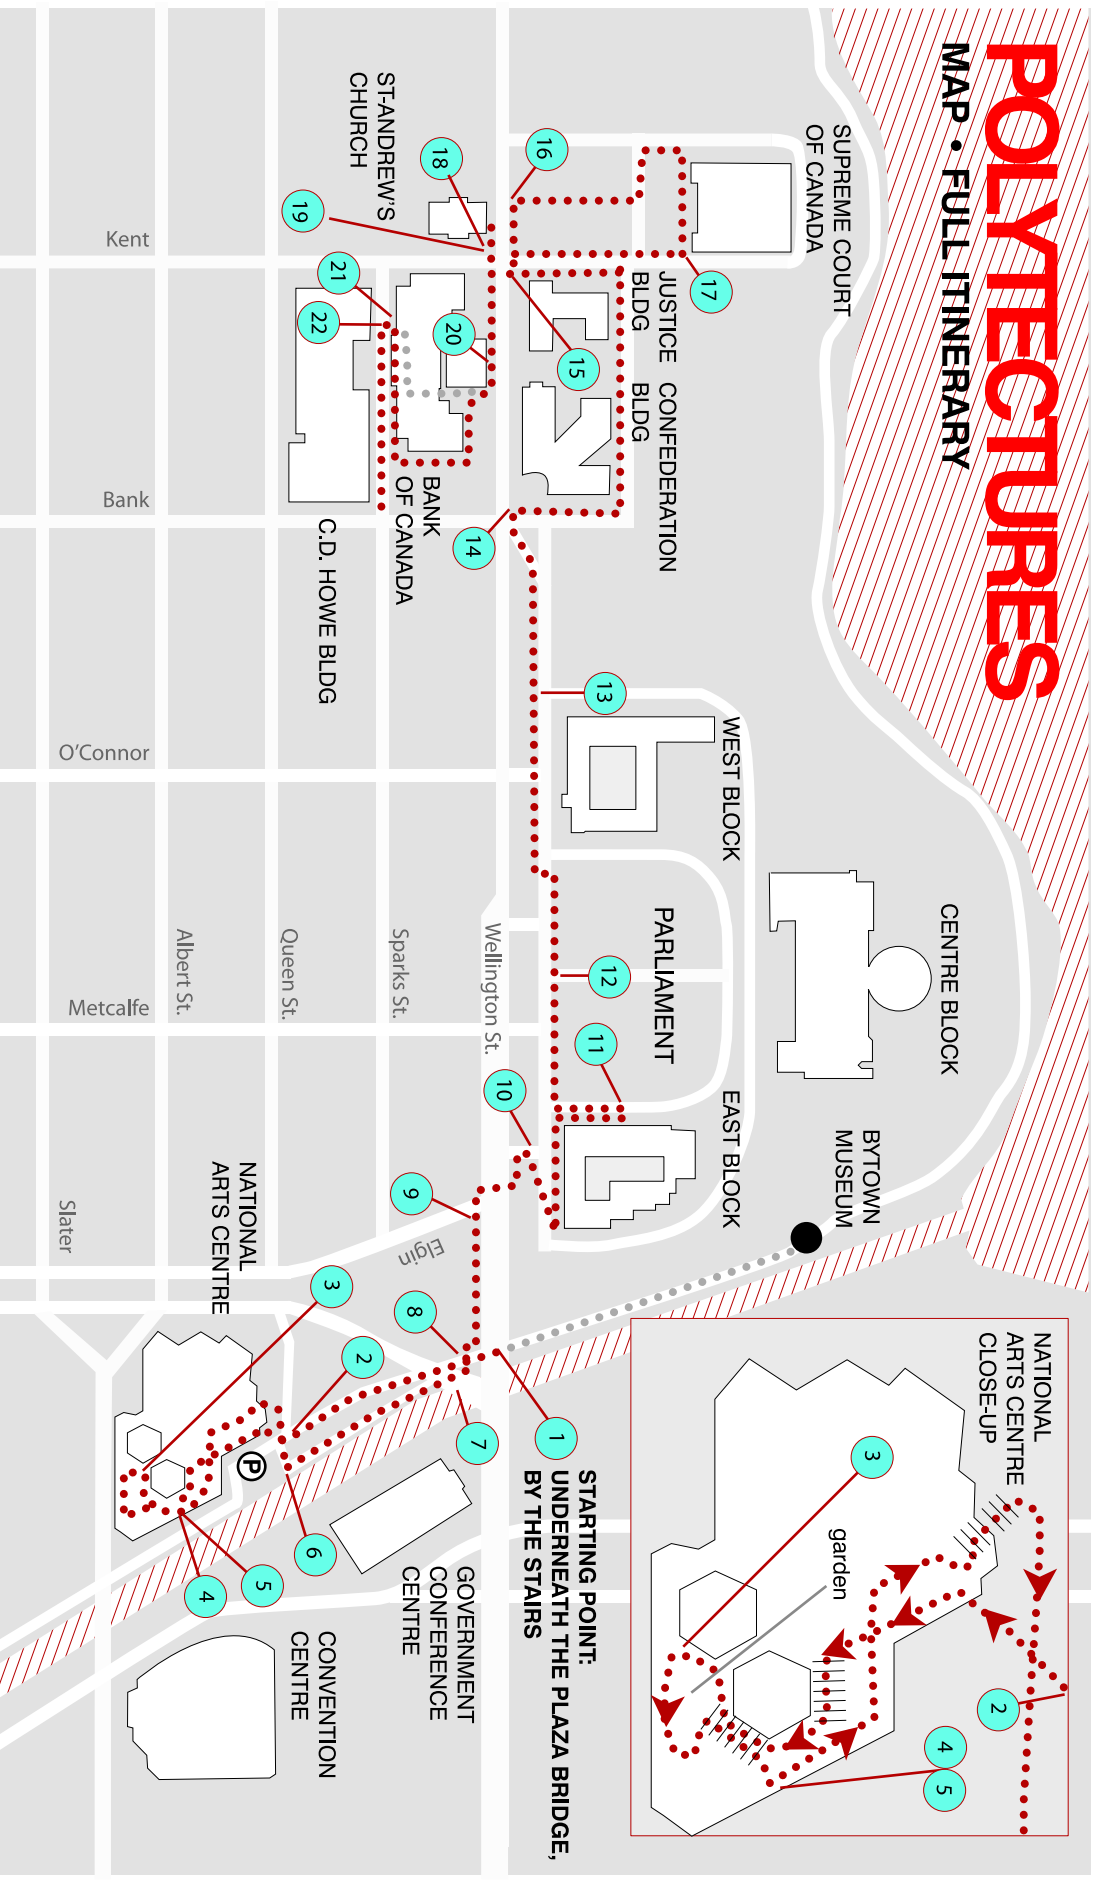 POLYTECTURES
MAP • FULL ITINERARY
SUPREME COURT
OF CANADA
JUSTICE
BLDG
CONFEDERATION
BLDG
ST-ANDREW'S
CHURCH
BANK
OF CANADA
C.D. HOWE BLDG
WEST BLOCK
PARLIAMENT
CENTRE BLOCK
EAST BLOCK
BYTOWN
MUSEUM
NATIONAL
ARTS CENTRE
CLOSE-UP
garden
3
2
4
5
STARTING POINT:
UNDERNEATH THE PLAZA BRIDGE,
BY THE STAIRS
GOVERNMENT
CONFERENCE
CENTRE
CONVENTION
CENTRE
NATIONAL
ARTS CENTRE
P
Kent
Bank
O'Connor
Metcalfe
Elgin
Wellington St.
Sparks St.
Queen St.
Albert St.
Slater
1
2
3
4
5
6
7
8
9
10
11
12
13
14
15
16
17
18
19
20
21
22